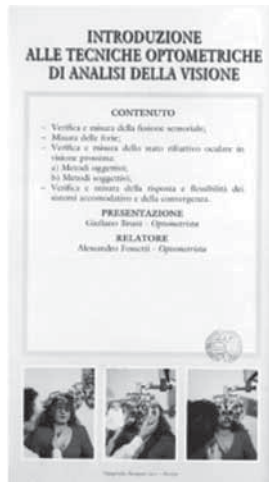 INTRODUZIONE
ALLE TECNICHE OPTOMETRICHE
DI ANALISI DELLA VISIONE
CONTENUTO
– Verifica e misura della fusione sensoriale;
– Misura delle forie;
– Verifica e misura dello stato rifrattivo oculare in
visione prossima:
a) Metodi oggettivi;
b) Metodi soggettivi;
– Verifica e misura della risposta e flessibilità dei
sistemi accomodativo e della convergenza.
PRESENTAZIONE
Giuliano Bruni - Optometrista
RELATORE
Alessandro Fossetti - Optometrista